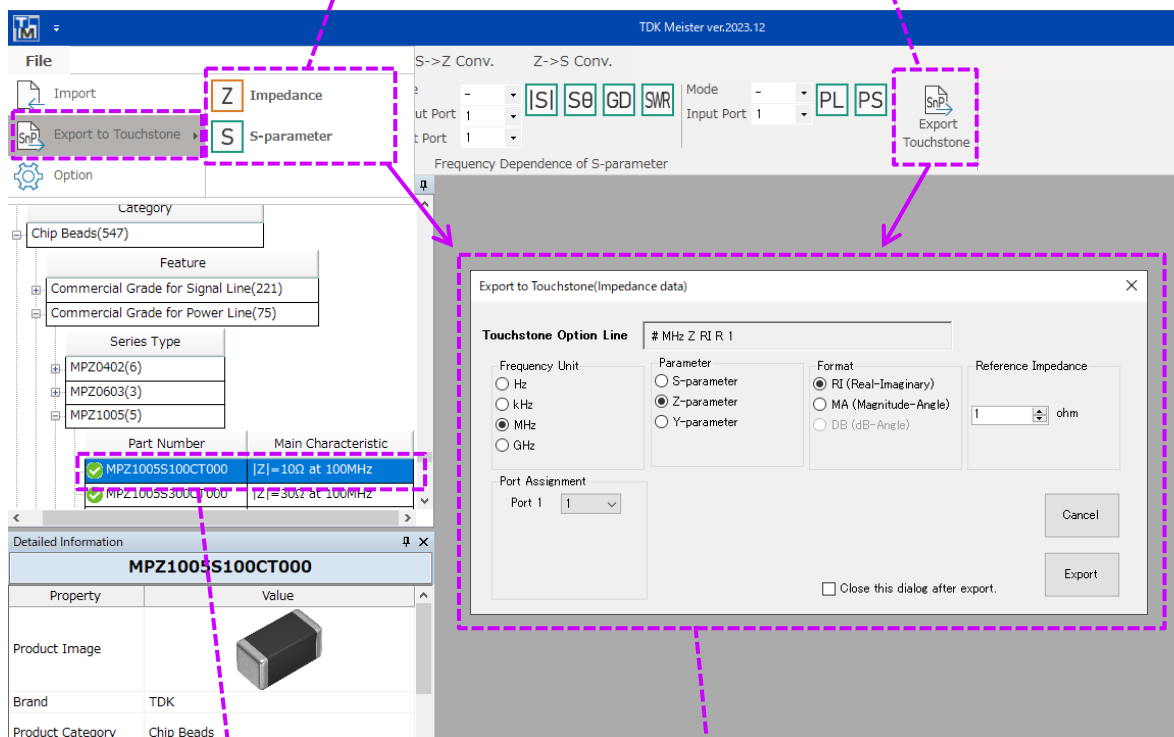 TDK Meister ver.2023.12
File
S->Z Conv.
Z->S Conv.
Import
Export to Touchstone
Option
Z Impedance
S S-parameter
ut Port
1
t Port
1
|S|
Sθ
GD
SWR
Mode
-
Input Port 1
PL
PS
SnP
Export
Touchstone
Frequency Dependence of S-parameter
Category
Chip Beads(547)
Feature
Commercial Grade for Signal Line(221)
Commercial Grade for Power Line(75)
Series Type
MPZ0402(6)
MPZ0603(3)
MPZ1005(5)
Part Number Main Characteristic
MPZ1005S100CT000 |Z|=10Ω at 100MHz
MPZ1005S300CT000 |Z|=30Ω at 100MHz
Detailed Information
MPZ1005S100CT000
Property Value
Product Image
Brand TDK
Product Category Chip Beads
Export to Touchstone(Impedance data)
Touchstone Option Line # MHz Z RI R 1
Frequency Unit
Hz
kHz
MHz
GHz
Parameter
S-parameter
Z-parameter
Y-parameter
Format
RI (Real-Imaginary)
MA (Magnitude-Angle)
DB (dB-Angle)
Reference Impedance
1 ohm
Port Assignment
Port 1 1
Cancel
Export
Close this dialog after export.